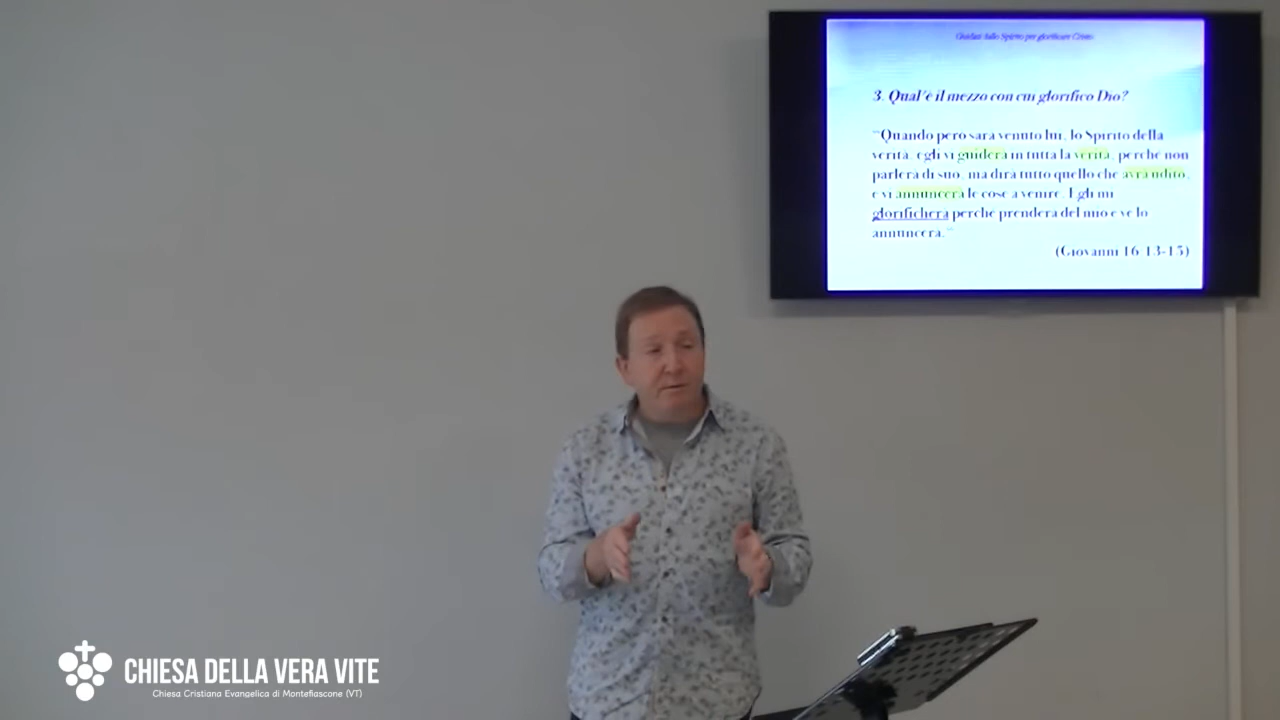 Guidati dallo Spirito per glorificare Cristo
3. Qual'è il mezzo con cui glorifico Dio?
“Quando però sarà venuto lui, lo Spirito della
verità, egli vi guiderà in tutta la verità, perché non
parlerà di suo, ma dirà tutto quello che avrà udito,
e vi annuncerà le cose a venire. Egli mi
glorificherà perché prenderà del mio e ve lo
annuncerà.”
(Giovanni 16:13-15)
CHIESA DELLA VERA VITE
Chiesa Cristiana Evangelica di Montefiascone (VT)